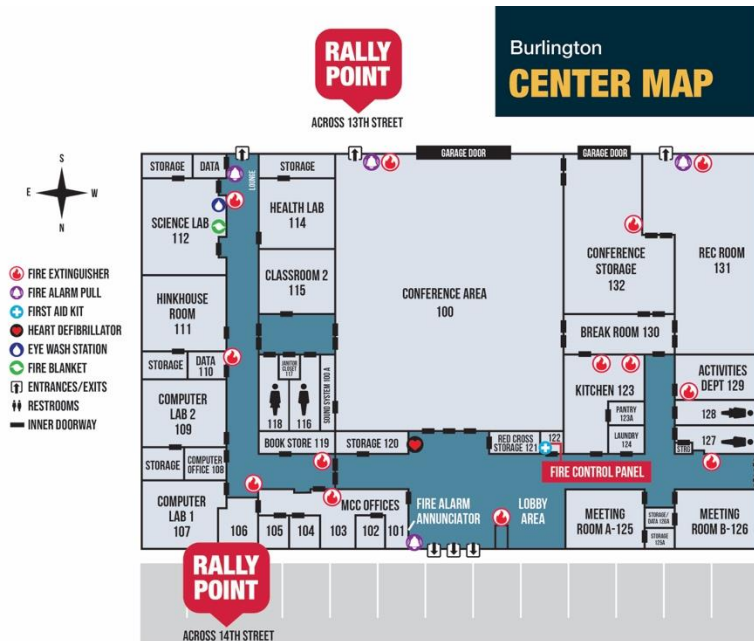 RALLY
POINT
ACROSS 13TH STREET
Burlington
CENTER MAP
S
E
W
N
FIRE EXTINGUISHER
FIRE ALARM PULL
FIRST AID KIT
HEART DEFIBRILLATOR
EYE WASH STATION
FIRE BLANKET
ENTRANCES/EXITS
RESTROOMS
INNER DOORWAY
STORAGE
DATA
LOUNGE
STORAGE
GARAGE DOOR
GARAGE DOOR
SCIENCE LAB
112
HEALTH LAB
114
CLASSROOM 2
115
CONFERENCE AREA
100
CONFERENCE
STORAGE
132
REC ROOM
131
HINKHOUSE
ROOM
111
BREAK ROOM 130
STORAGE
DATA
110
JANITOR
CLOSET
117
SOUND SYSTEM 100 A
118
116
KITCHEN 123
PANTRY
123A
LAUNDRY
124
ACTIVITIES
DEPT 129
128
127
STRG
COMPUTER
LAB 2
109
BOOK STORE 119
STORAGE 120
RED CROSS
STORAGE 121
122
STORAGE
COMPUTER
OFFICE 108
FIRE CONTROL PANEL
COMPUTER
LAB 1
107
106
105
104
103
102
101
MCC OFFICES
FIRE ALARM
ANNUNCIATOR
LOBBY
AREA
MEETING
ROOM A-125
STORAGE/
DATA 126A
STORAGE
125A
MEETING
ROOM B-126
RALLY
POINT
ACROSS 14TH STREET